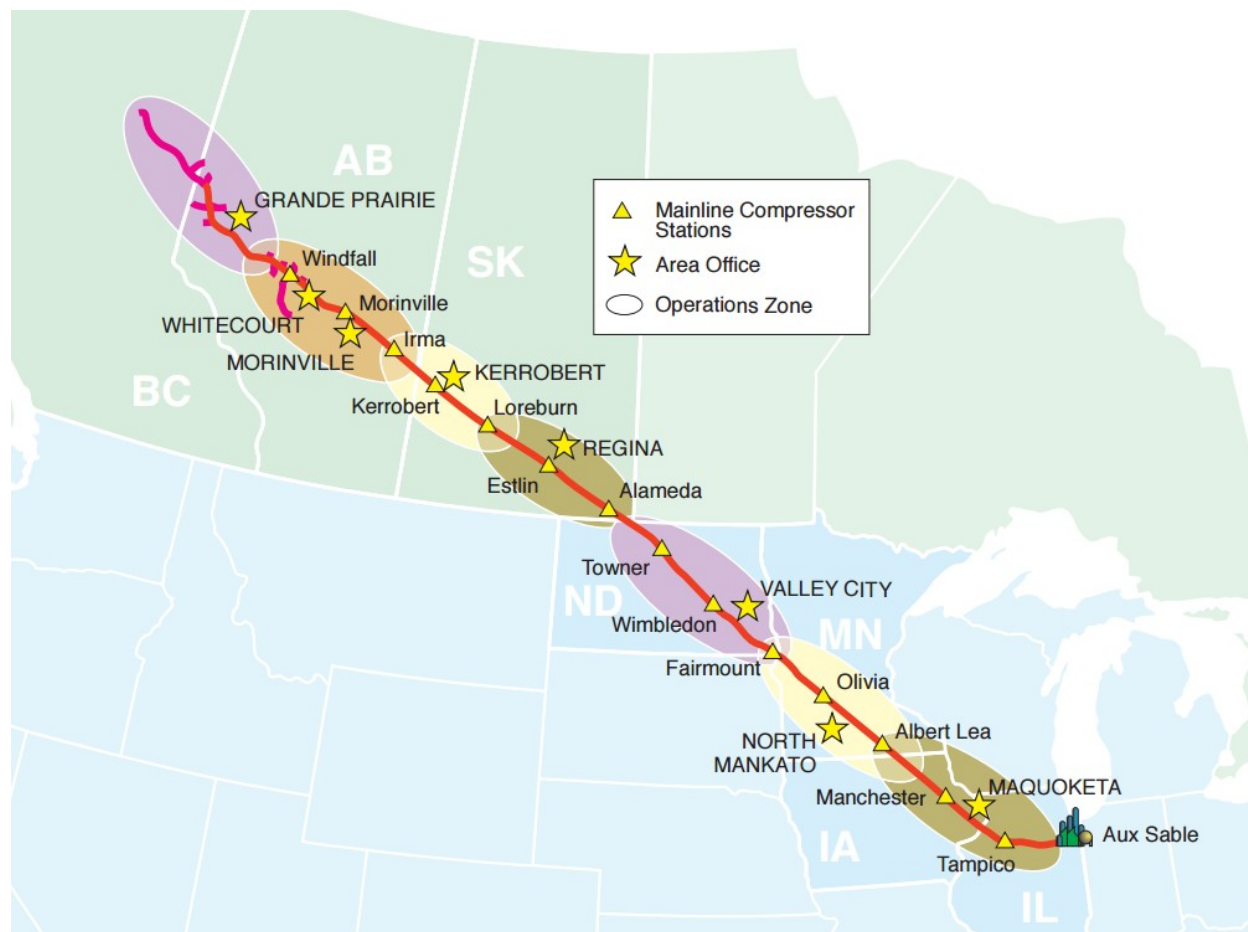 AB
GRANDE PRAIRIE
Mainline Compressor
Stations
Area Office
Operations Zone
SK
Windfall
Morinville
WHITECOURT
Irma
MORINVILLE
KERROBERT
BC
Kerrobert
Loreburn
REGINA
Estlin
Alameda
Towner
VALLEY CITY
ND
Wimbledon
MN
Fairmount
Olivia
Albert Lea
NORTH
MANKATO
MAQUOKETA
Manchester
Aux Sable
IA
Tampico
IL